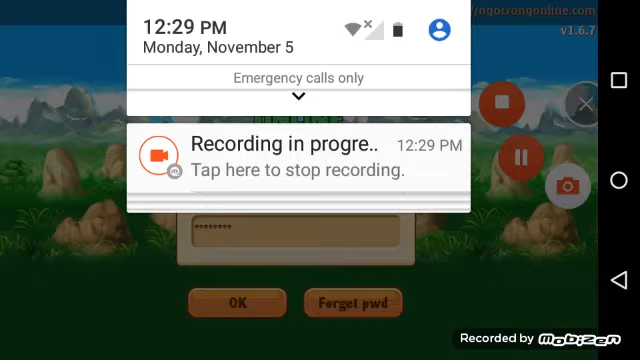 /ngocrongonline.com
v1.6.7
12:29 PM
Monday, November 5
Emergency calls only
ONLINE
Recording in progre.. 12:29 PM
Tap here to stop recording.
********
OK
Forget pwd
Recorded by Mobizen